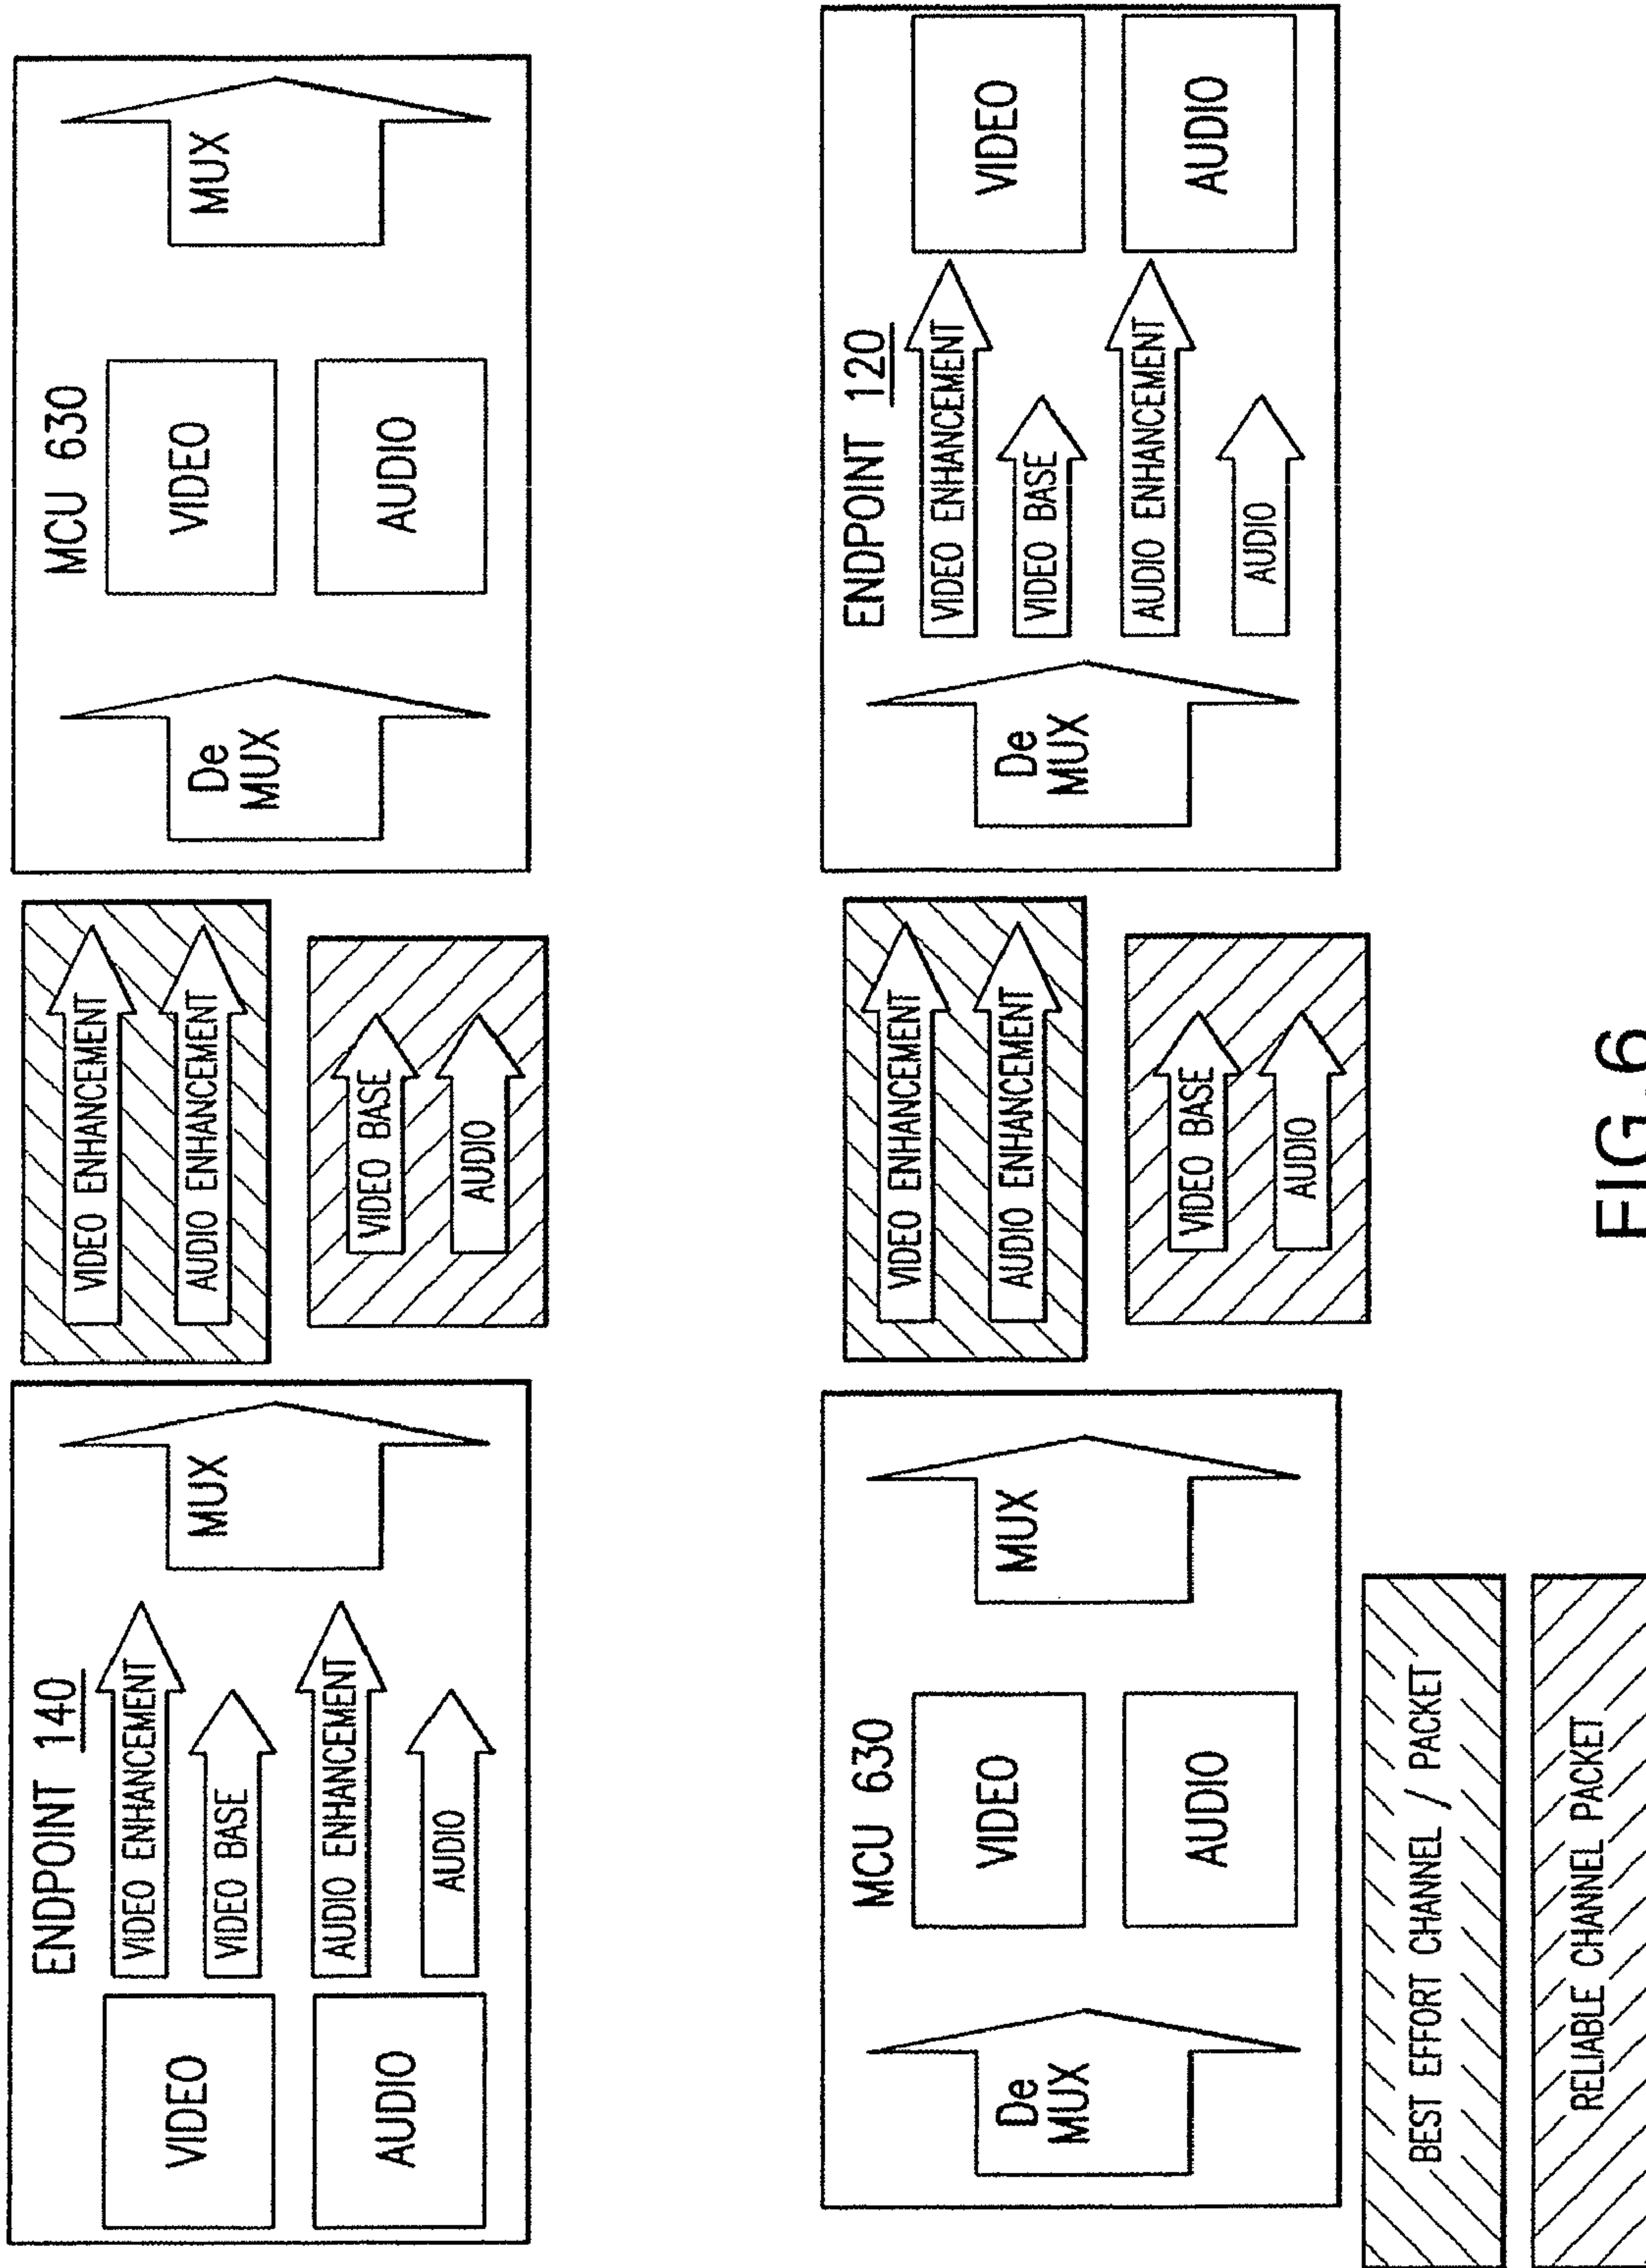 ENDPOINT 140
VIDEO
AUDIO
VIDEO ENHANCEMENT
VIDEO BASE
AUDIO ENHANCEMENT
AUDIO
MUX
VIDEO ENHANCEMENT
AUDIO ENHANCEMENT
VIDEO BASE
AUDIO
MCU 630
De
MUX
VIDEO
AUDIO
MUX
MCU 630
De
MUX
VIDEO
AUDIO
MUX
VIDEO ENHANCEMENT
AUDIO ENHANCEMENT
VIDEO BASE
AUDIO
ENDPOINT 120
De
MUX
VIDEO ENHANCEMENT
VIDEO BASE
AUDIO ENHANCEMENT
AUDIO
VIDEO
AUDIO
BEST EFFORT CHANNEL / PACKET
RELIABLE CHANNEL PACKET
FIG.6